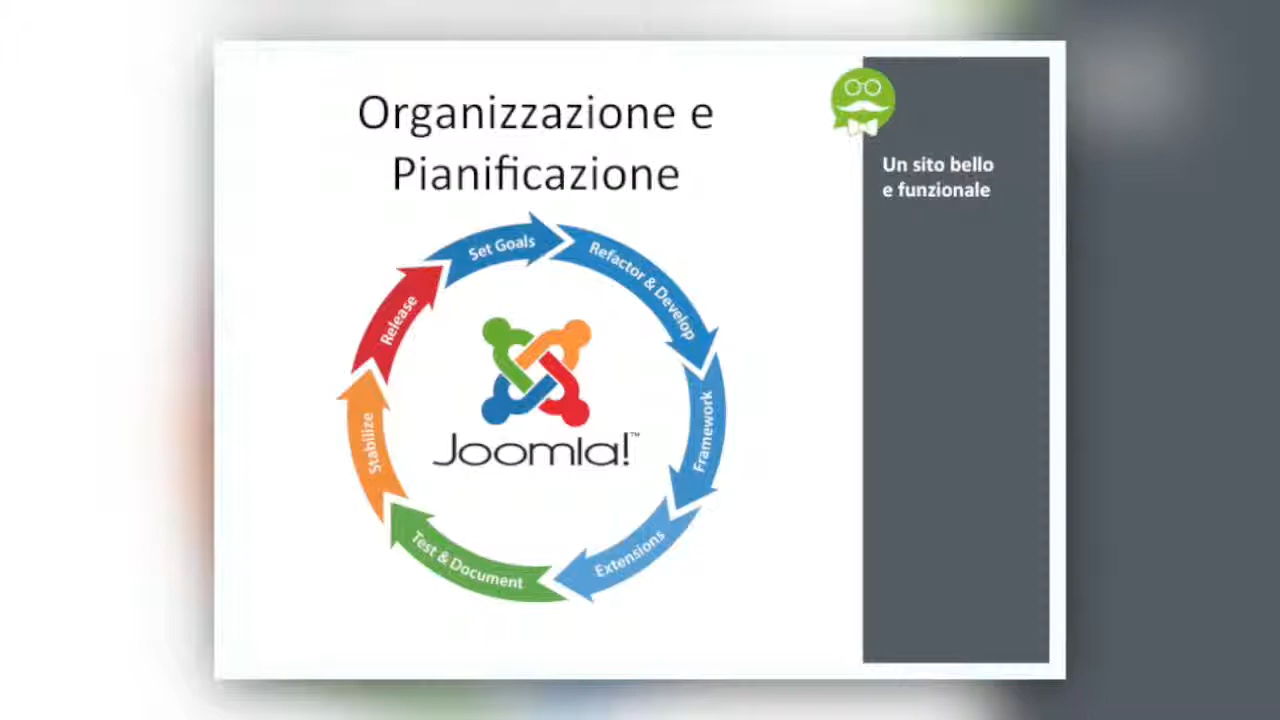 Organizzazione e
Pianificazione
Un sito bello
e funzionale
Set Goals
Refactor & Develop
Framework
Extensions
Test & Document
Stabilize
Release
Joomla!™